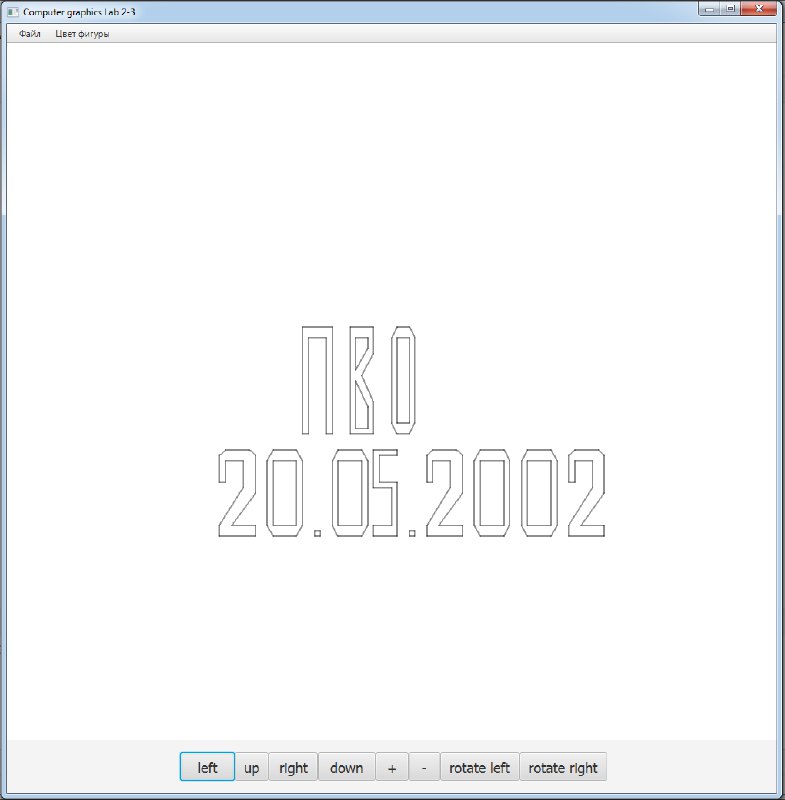 Computer graphics Lab 2-3
Файл Цвет фигуры
ПВО
20.05.2002
left up right down + - rotate left rotate right